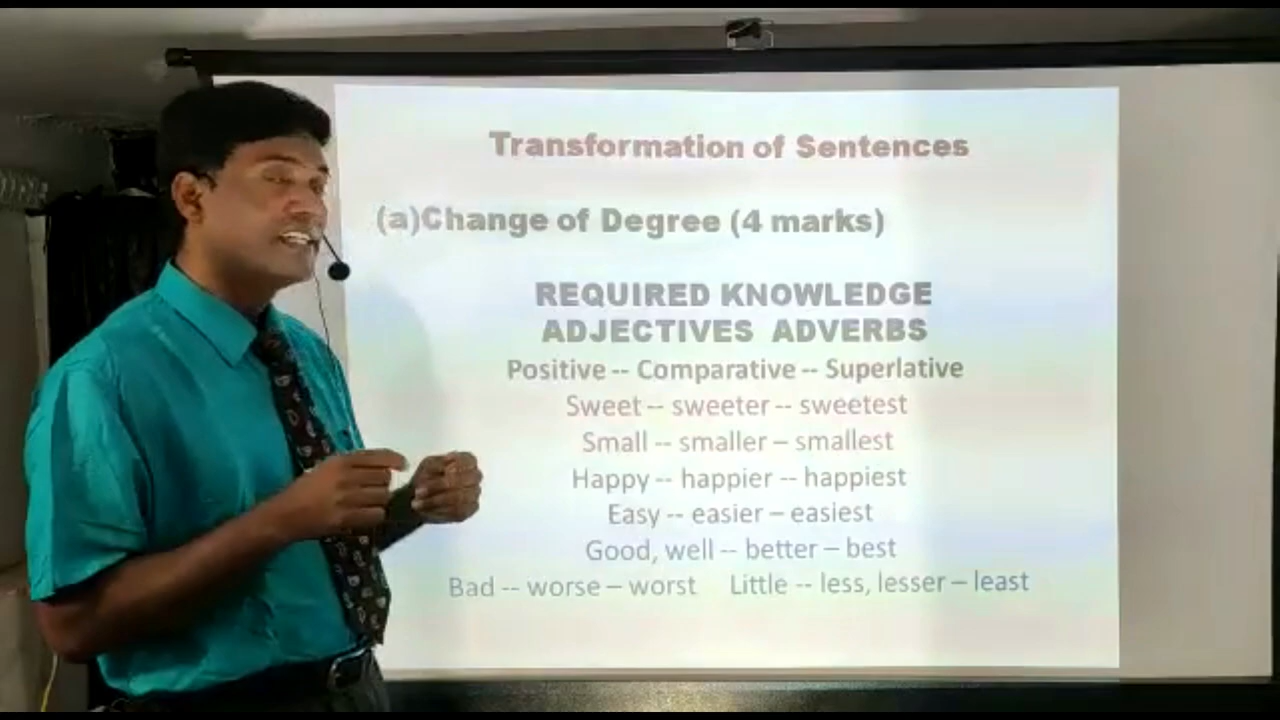 Transformation of Sentences
(a)Change of Degree (4 marks)
REQUIRED KNOWLEDGE
ADJECTIVES ADVERBS
Positive -- Comparative -- Superlative
Sweet -- sweeter -- sweetest
Small -- smaller – smallest
Happy -- happier -- happiest
Easy -- easier – easiest
Good, well -- better – best
Bad -- worse – worst Little -- less, lesser – least